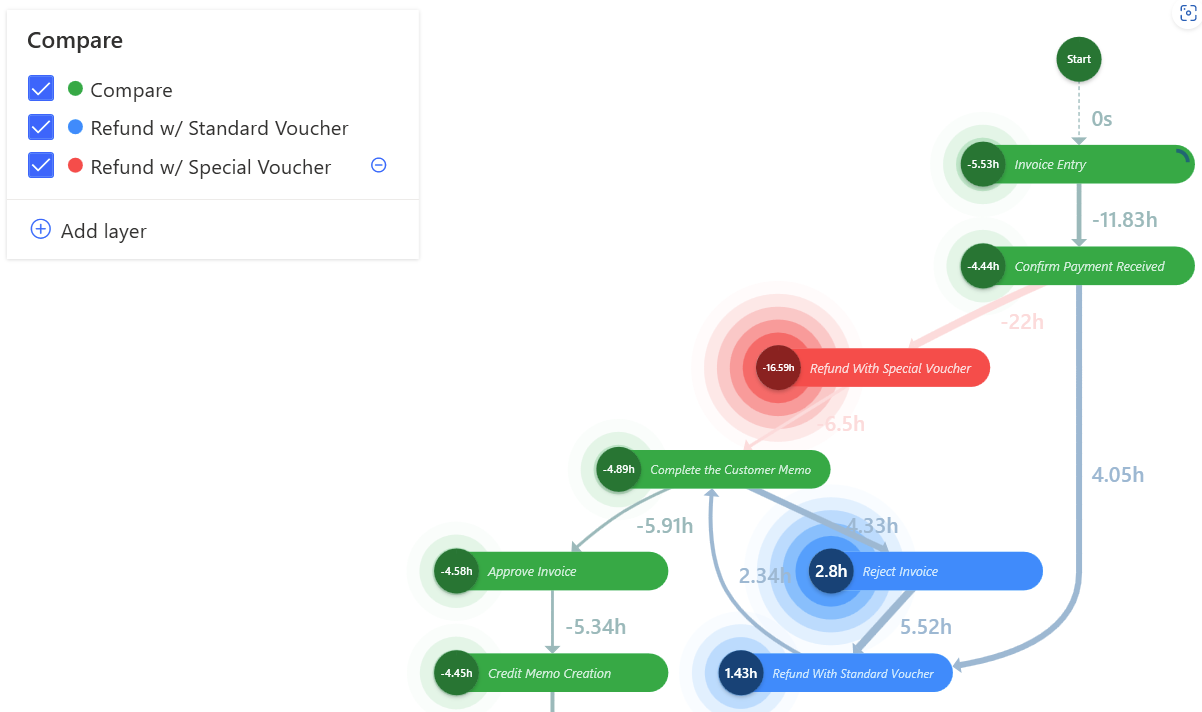 Compare
Compare
Refund w/ Standard Voucher
Refund w/ Special Voucher
Add layer
Start
0s
-5.53h Invoice Entry
-11.83h
-4.44h Confirm Payment Received
-22h
-16.59h Refund With Special Voucher
-6.5h
-4.89h Complete the Customer Memo
4.05h
-5.91h
4.33h
-4.58h Approve Invoice
2.34h
2.8h Reject Invoice
-5.34h
5.52h
-4.45h Credit Memo Creation
1.43h Refund With Standard Voucher